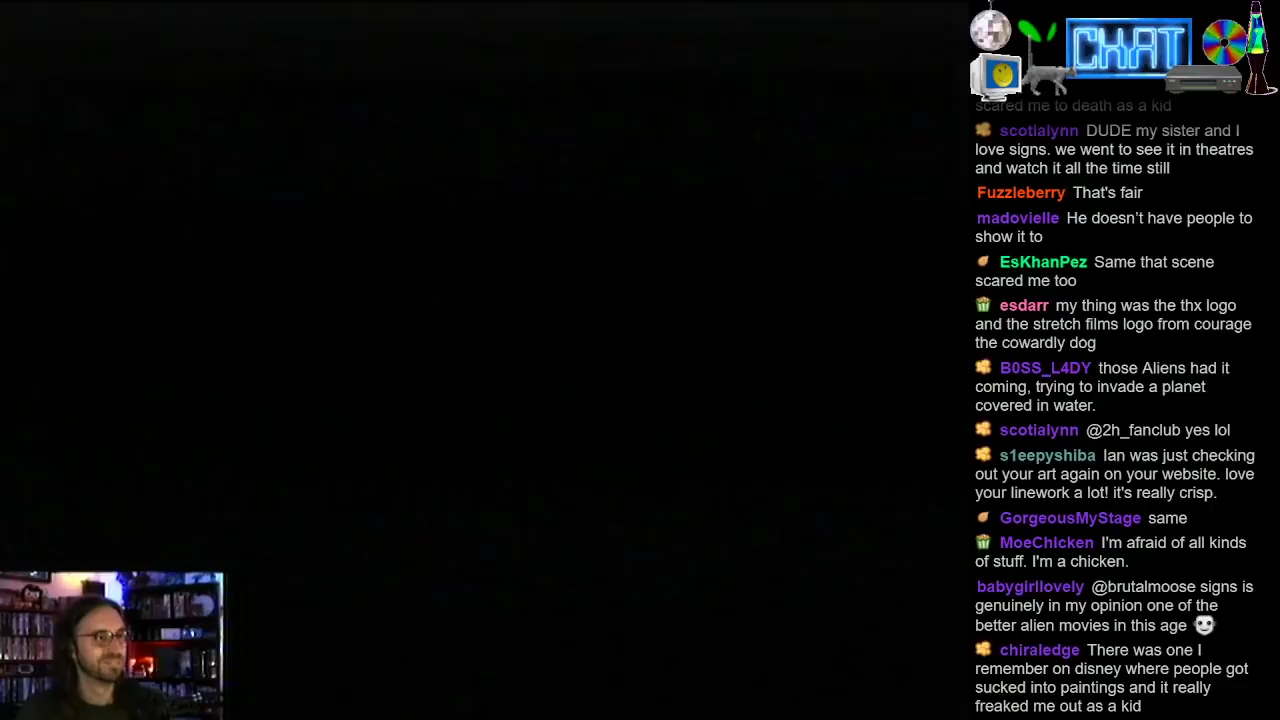 CHAT
scared me to death as a kid
scotialynn DUDE my sister and I
love signs. we went to see it in theatres
and watch it all the time still
Fuzzleberry That's fair
madovielle He doesn’t have people to
show it to
EsKhanPez Same that scene
scared me too
esdarr my thing was the thx logo
and the stretch films logo from courage
the cowardly dog
B0SS_L4DY those Aliens had it
coming, trying to invade a planet
covered in water.
scotialynn @2h_fanclub yes lol
s1eepyshiba Ian was just checking
out your art again on your website. love
your linework a lot! it's really crisp.
GorgeousMyStage same
MoeChicken I'm afraid of all kinds
of stuff. I'm a chicken.
babygirllovely @brutalmoose signs is
genuinely in my opinion one of the
better alien movies in this age
chiraledge There was one I
remember on disney where people got
sucked into paintings and it really
freaked me out as a kid